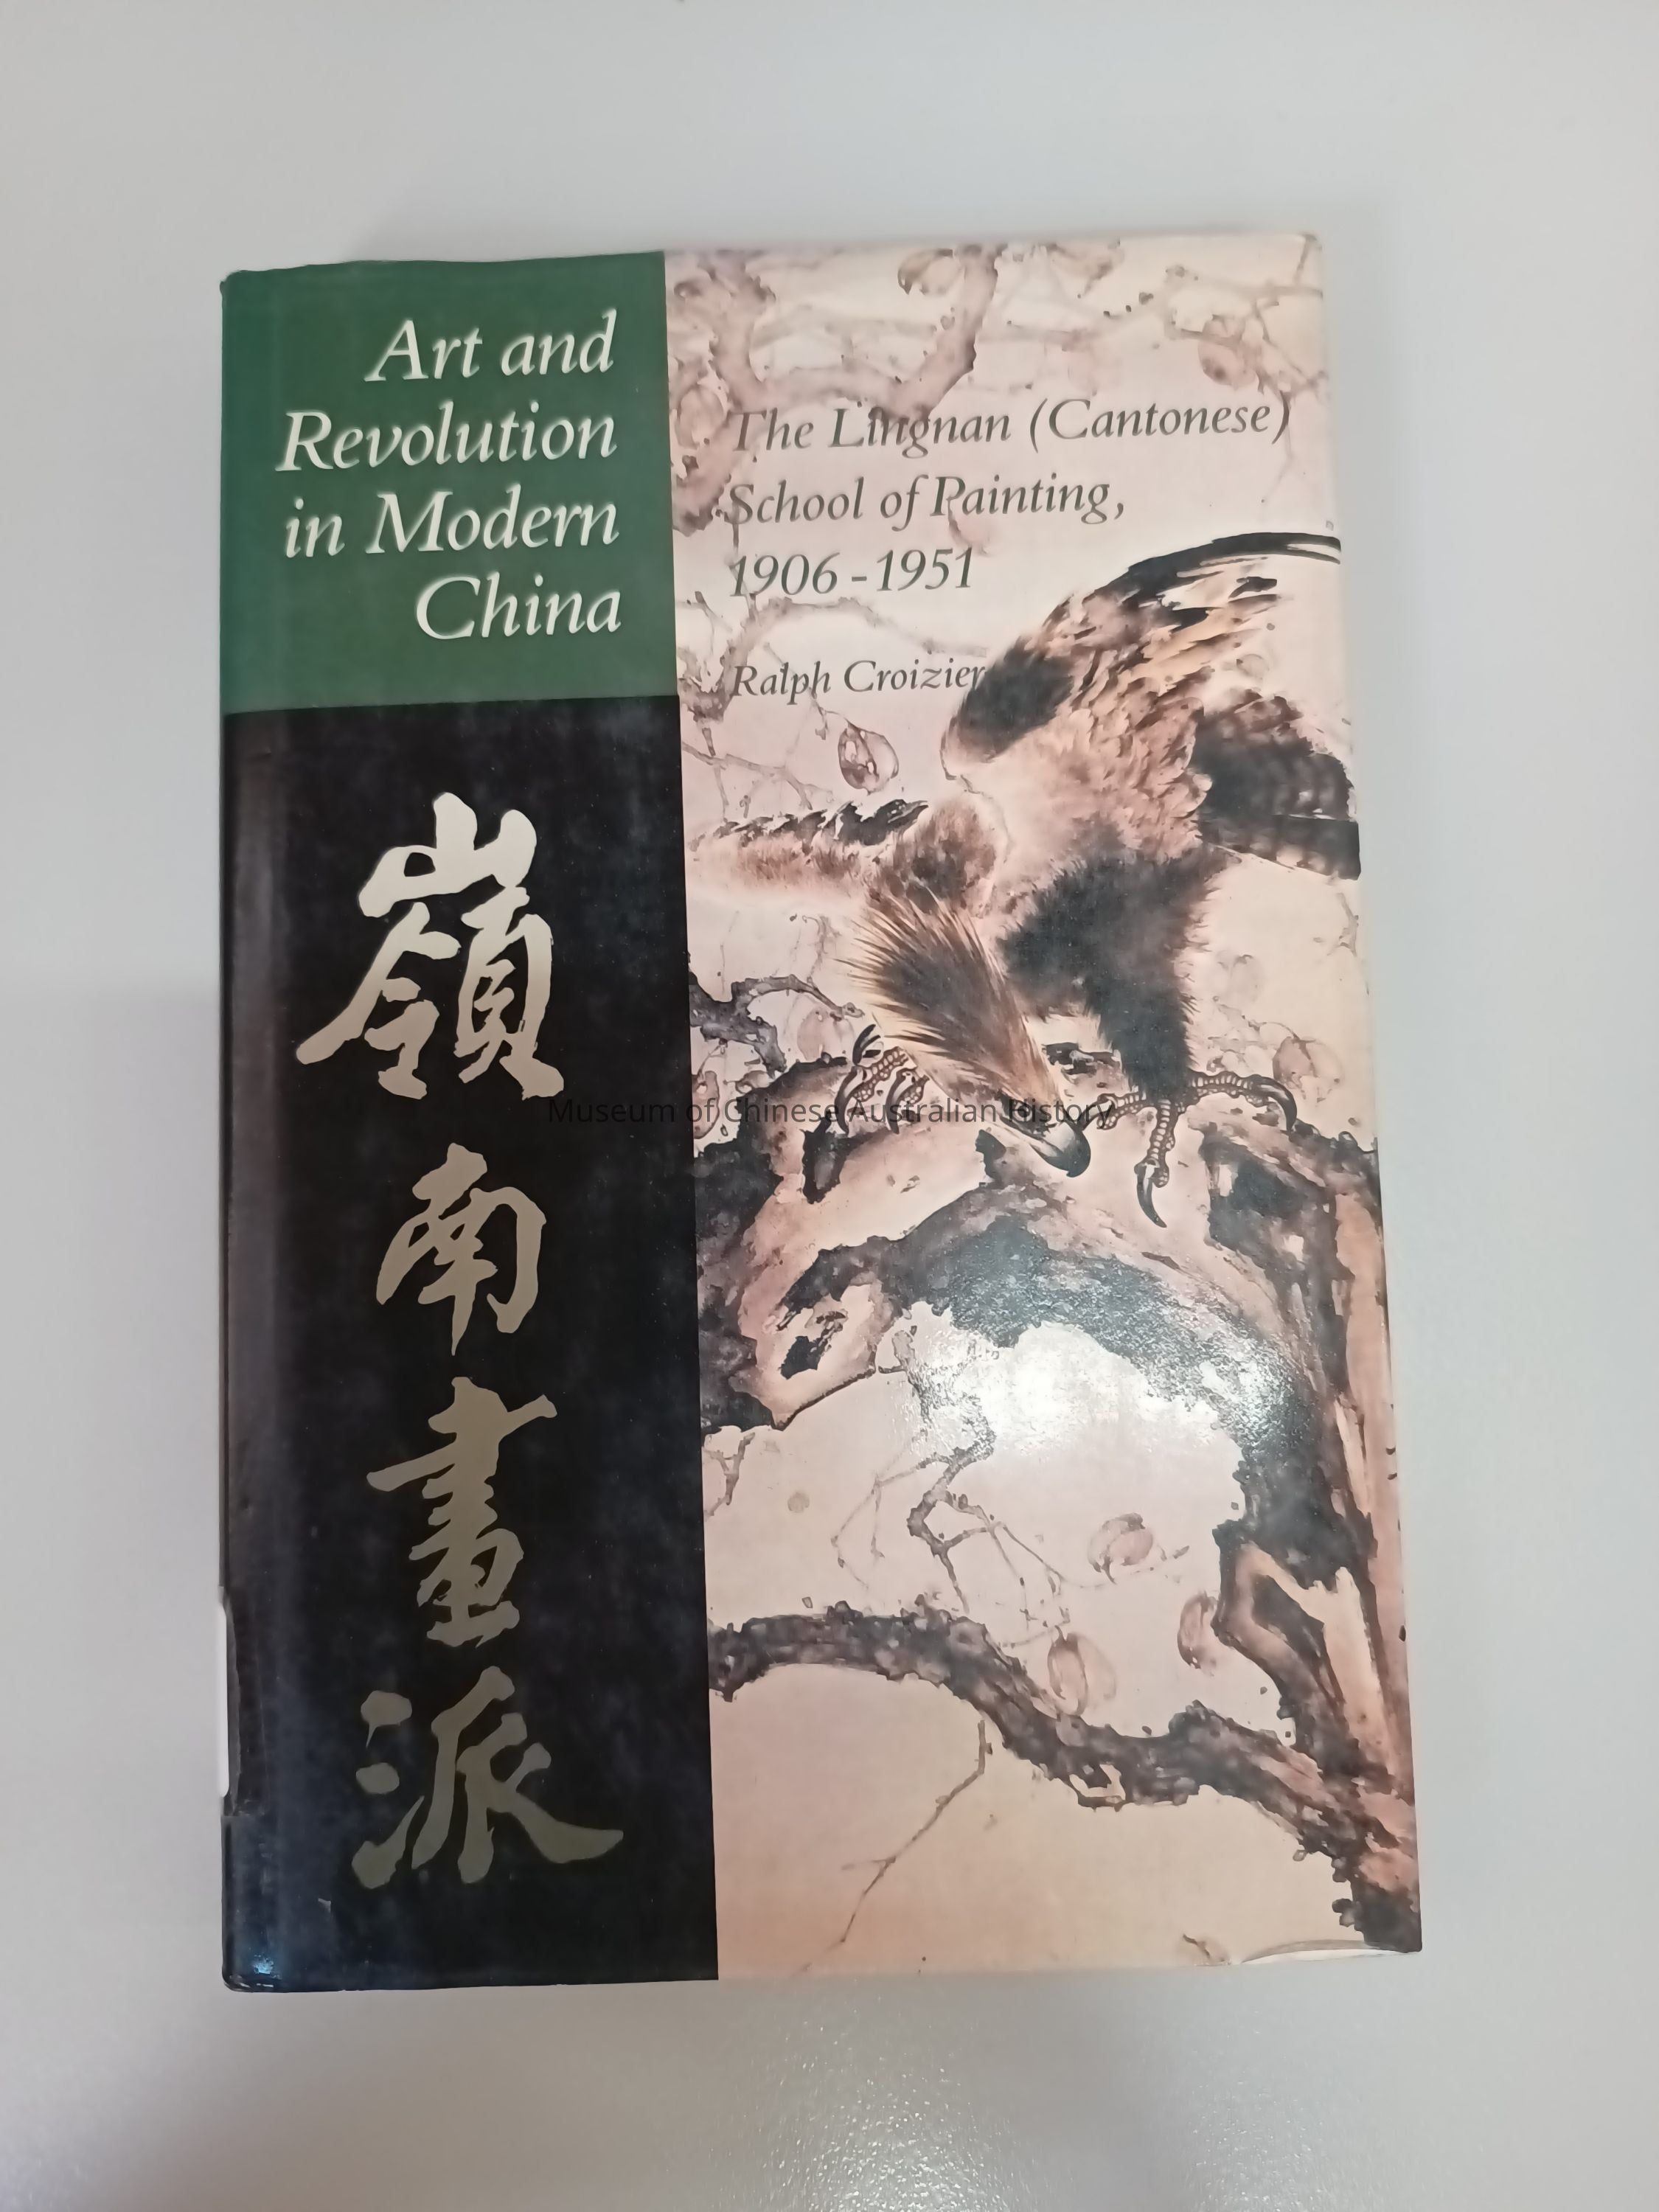 Art and
Revolution
in Modern
China
The Lingnan (Cantonese)
School of Painting,
1906-1951
Ralph Croizier
嶺南畫派
Museum of Chinese Australian History